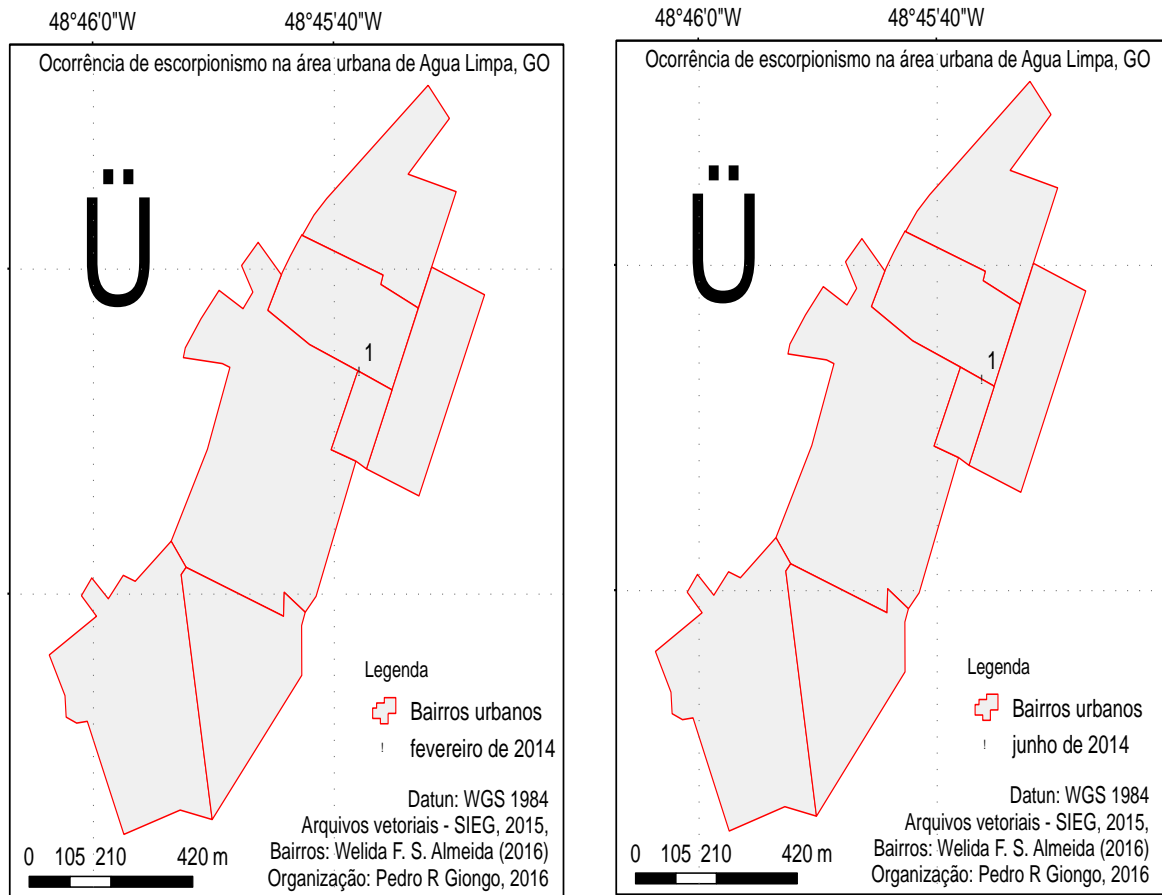 48°46'0"W 48°45'40"W
Ocorrência de escorpionismo na área urbana de Agua Limpa, GO
Ü
1
Legenda
Bairros urbanos
! fevereiro de 2014
Datun: WGS 1984
Arquivos vetoriais - SIEG, 2015,
Bairros: Welida F. S. Almeida (2016)
Organização: Pedro R Giongo, 2016
0 105 210 420 m
48°46'0"W 48°45'40"W
Ocorrência de escorpionismo na área urbana de Agua Limpa, GO
Ü
1
Legenda
Bairros urbanos
! junho de 2014
Datun: WGS 1984
Arquivos vetoriais - SIEG, 2015,
Bairros: Welida F. S. Almeida (2016)
Organização: Pedro R Giongo, 2016
0 105 210 420 m